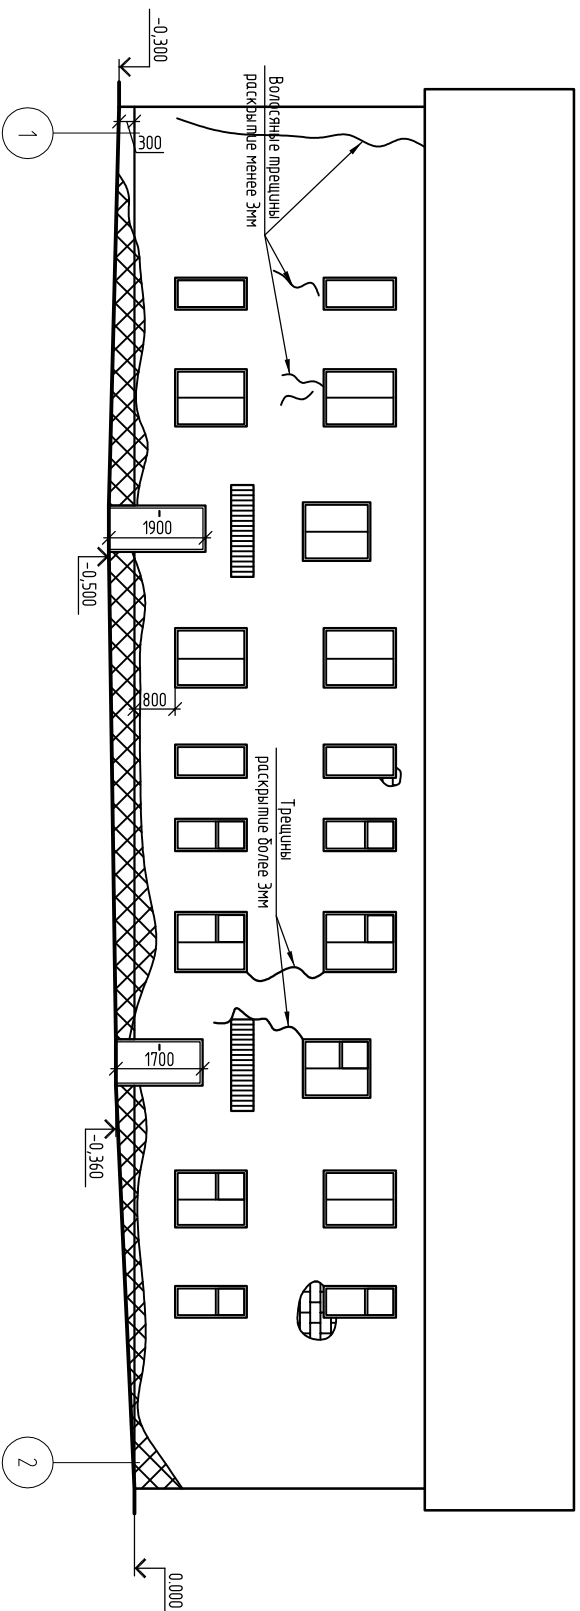 -0,300
1
300
Волосяные трещины
раскрытие менее 3мм
1900
-0,500
800
Трещины
раскрытие более 3мм
1700
-0,360
2
0.000